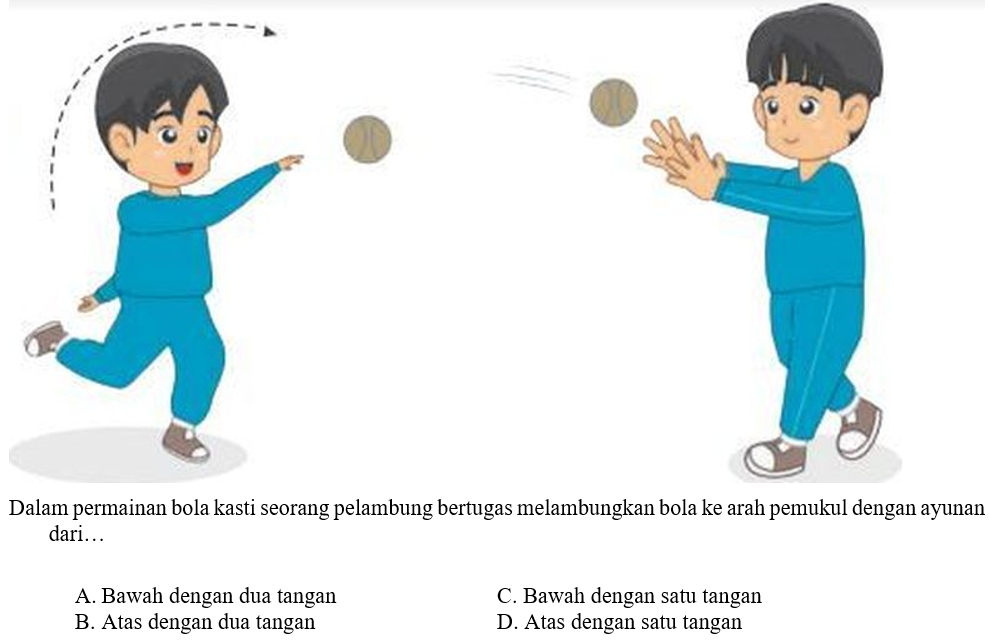 Dalam permainan bola kasti seorang pelambung bertugas melambungkan bola ke arah pemukul dengan ayunan
dari…
A. Bawah dengan dua tangan
B. Atas dengan dua tangan
C. Bawah dengan satu tangan
D. Atas dengan satu tangan